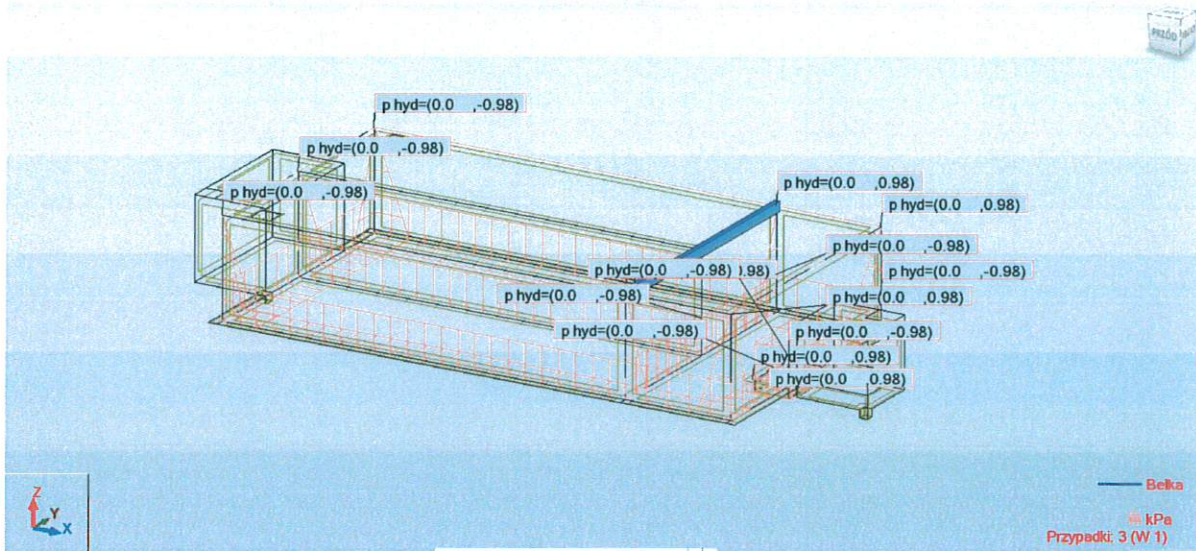 PRZÓD
p hyd=(0.0 ,-0.98)
p hyd=(0.0 ,-0.98)
p hyd=(0.0 ,-0.98)
p hyd=(0.0 ,0.98)
p hyd=(0.0 ,0.98)
p hyd=(0.0 ,-0.98)
p hyd=(0.0 ,-0.98) ).98)
p hyd=(0.0 ,-0.98)
p hyd=(0.0 ,-0.98)
p hyd=(0.0 ,0.98)
p hyd=(0.0 ,-0.98)
p hyd=(0.0 ,-0.98)
p hyd=(0.0 ,0.98)
p hyd=(0.0 ,0.98)
Z
Y
X
Belka
kPa
Przypadki: 3 (W 1)